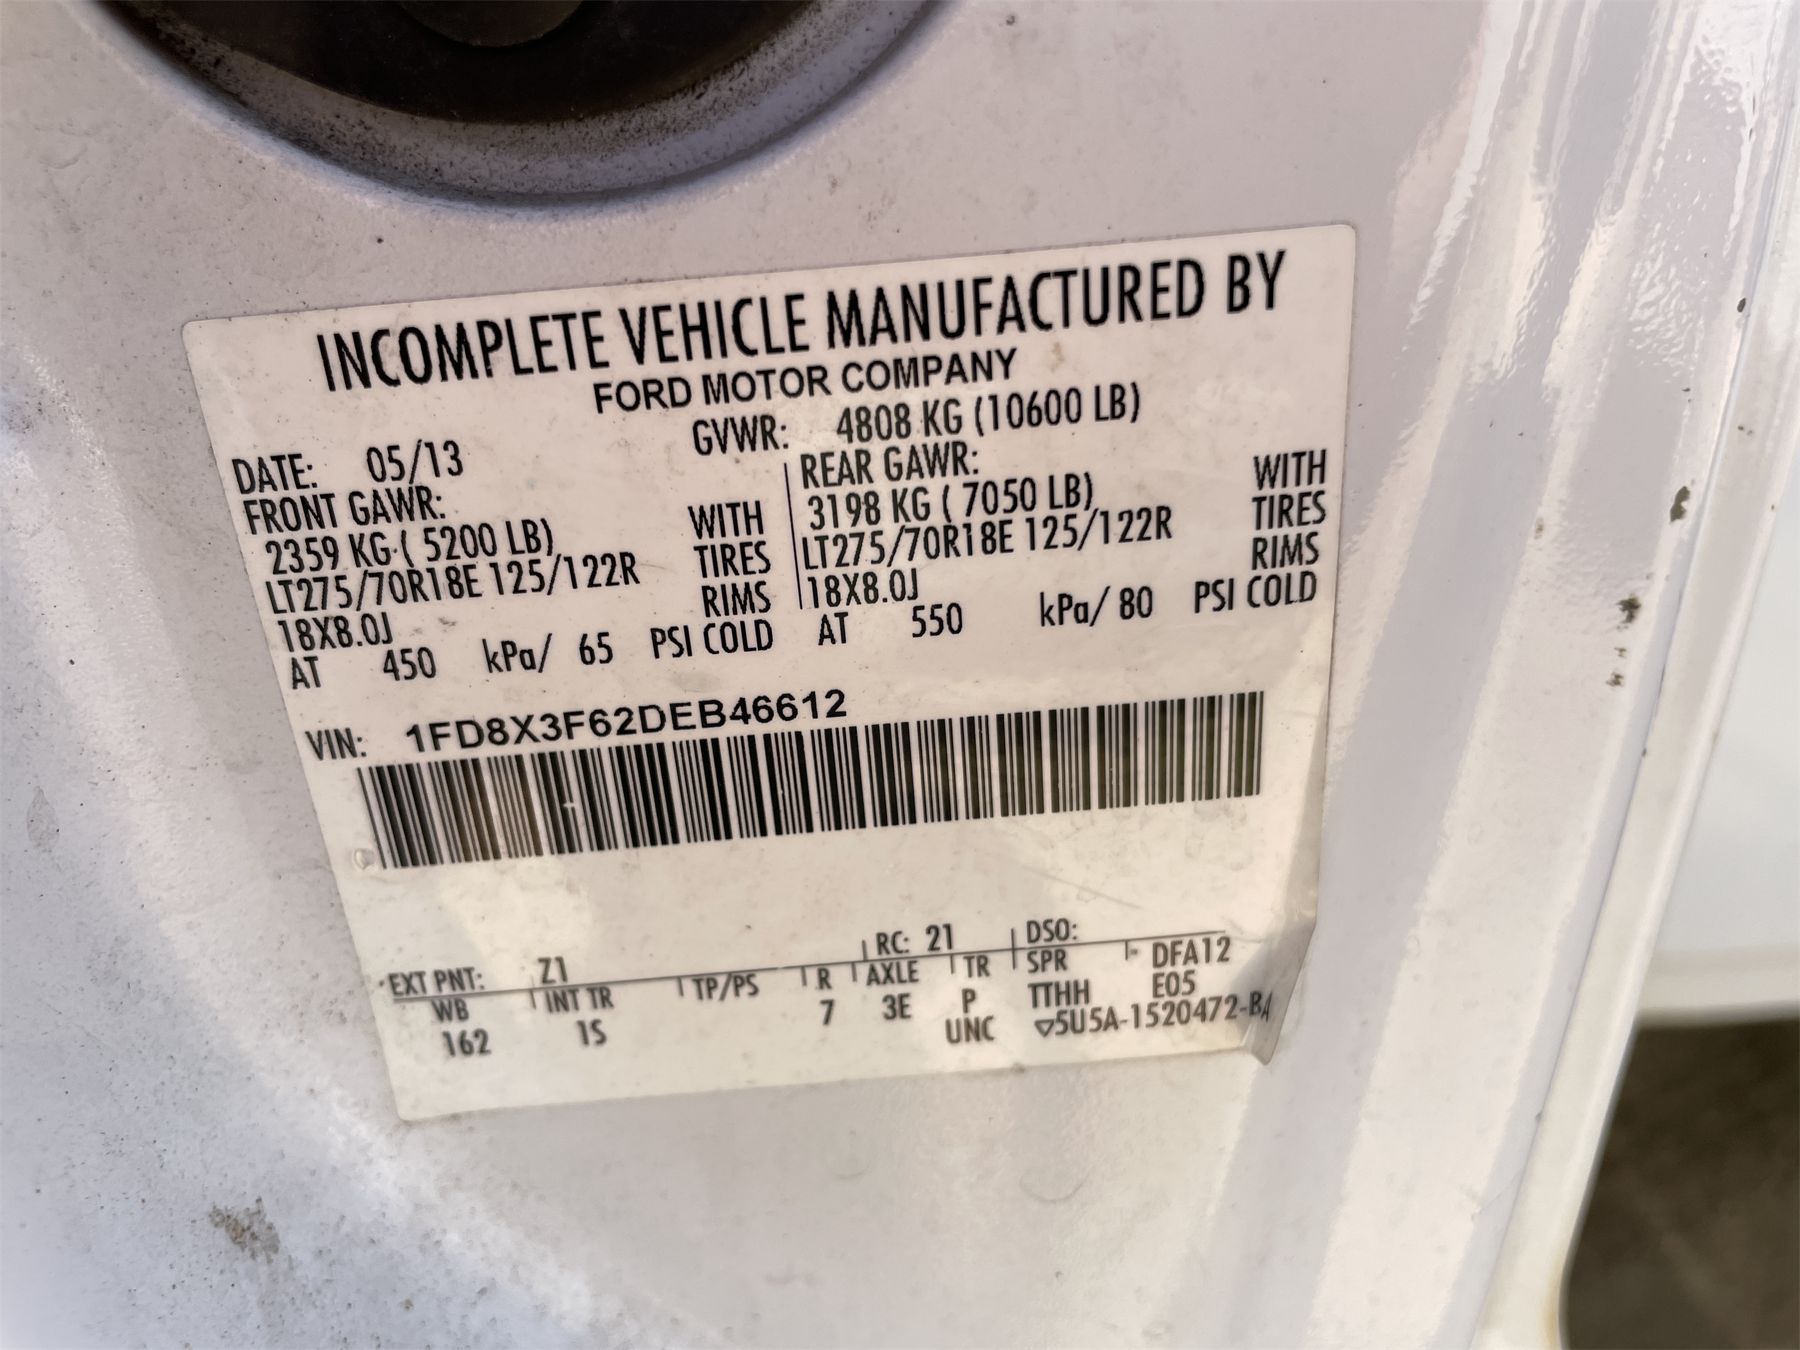 INCOMPLETE VEHICLE MANUFACTURED BY
FORD MOTOR COMPANY
DATE: 05/13 GVWR: 4808 KG (10600 LB)
FRONT GAWR: REAR GAWR:
2359 KG ( 5200 LB) WITH 3198 KG ( 7050 LB) WITH
LT275/70R18E 125/122R TIRES LT275/70R18E 125/122R TIRES
18X8.0J RIMS 18X8.0J RIMS
AT 450 kPa/ 65 PSI COLD AT 550 kPa/ 80 PSI COLD
VIN: 1FD8X3F62DEB46612
EXT PNT: Z1 RC: 21 DSO:
WB INT TR TP/PS R AXLE TR SPR DFA12
162 1S 7 3E P TTHH E05
UNC ▽5U5A-1520472-BA